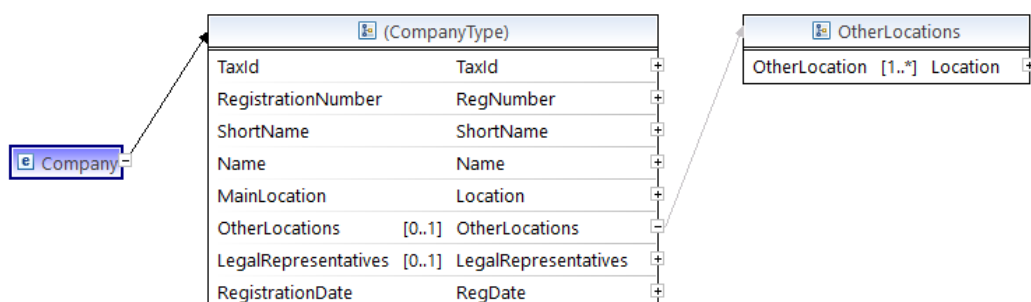 (CompanyType)
OtherLocations
TaxId TaxId
OtherLocation [1..*] Location
RegistrationNumber RegNumber
ShortName ShortName
e Company
Name Name
MainLocation Location
OtherLocations [0..1] OtherLocations
LegalRepresentatives [0..1] LegalRepresentatives
RegistrationDate RegDate